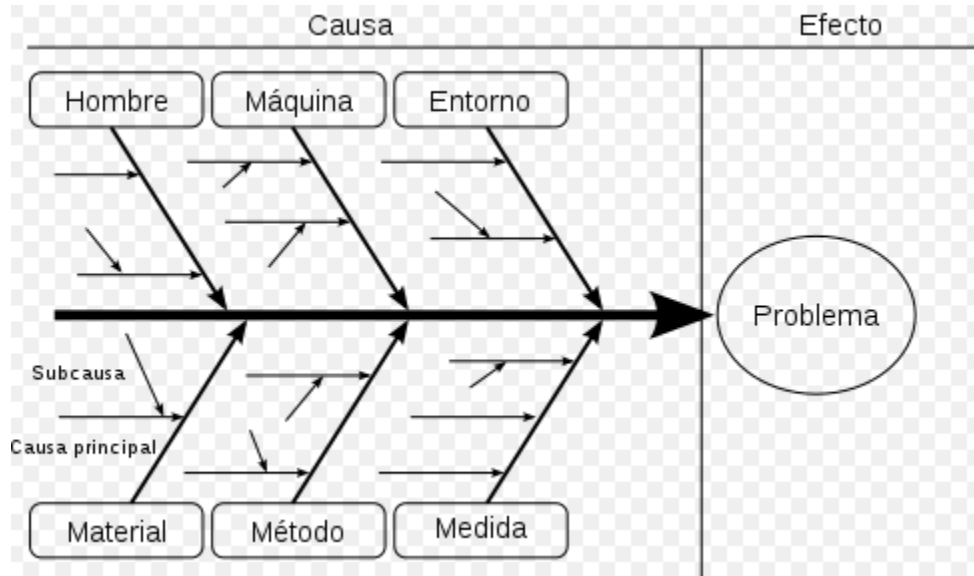 Causa
Efecto
Hombre
Máquina
Entorno
Problema
Subcausa
Causa principal
Material
Método
Medida